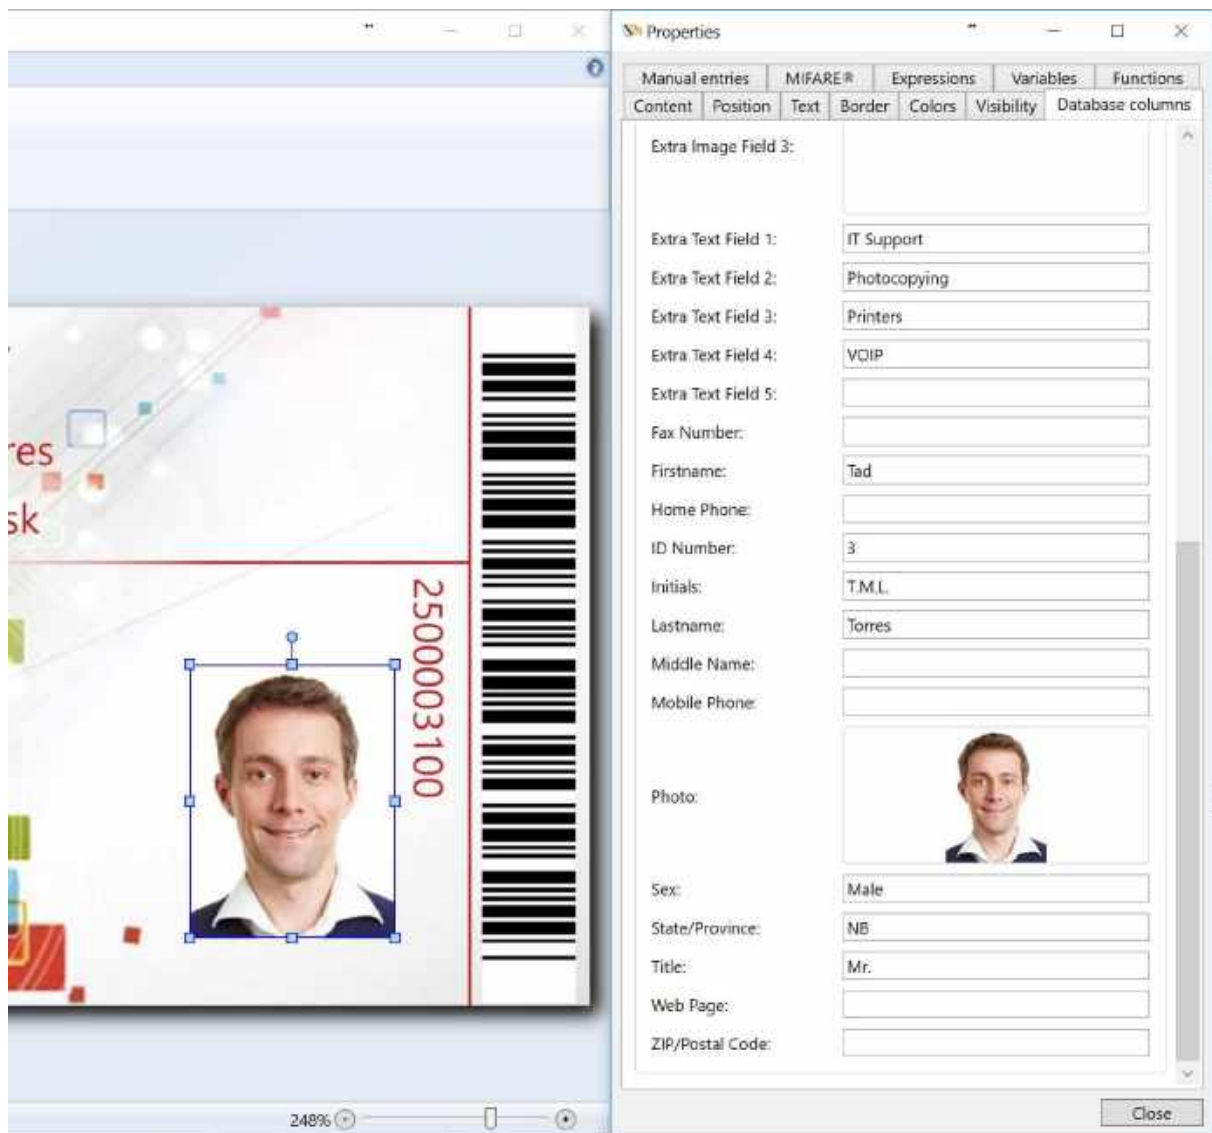 Properties
Manual entries MIFARE® Expressions Variables Functions
Content Position Text Border Colors Visibility Database columns
Extra Image Field 3:
Extra Text Field 1: IT Support
Extra Text Field 2: Photocopying
Extra Text Field 3: Printers
Extra Text Field 4: VOIP
Extra Text Field 5:
Fax Number:
Firstname: Tad
Home Phone:
ID Number: 3
Initials: T.M.L.
Lastname: Torres
Middle Name:
Mobile Phone:
Photo:
Sex: Male
State/Province: NB
Title: Mr.
Web Page:
ZIP/Postal Code:
Close
res
sk
2500003100
248%